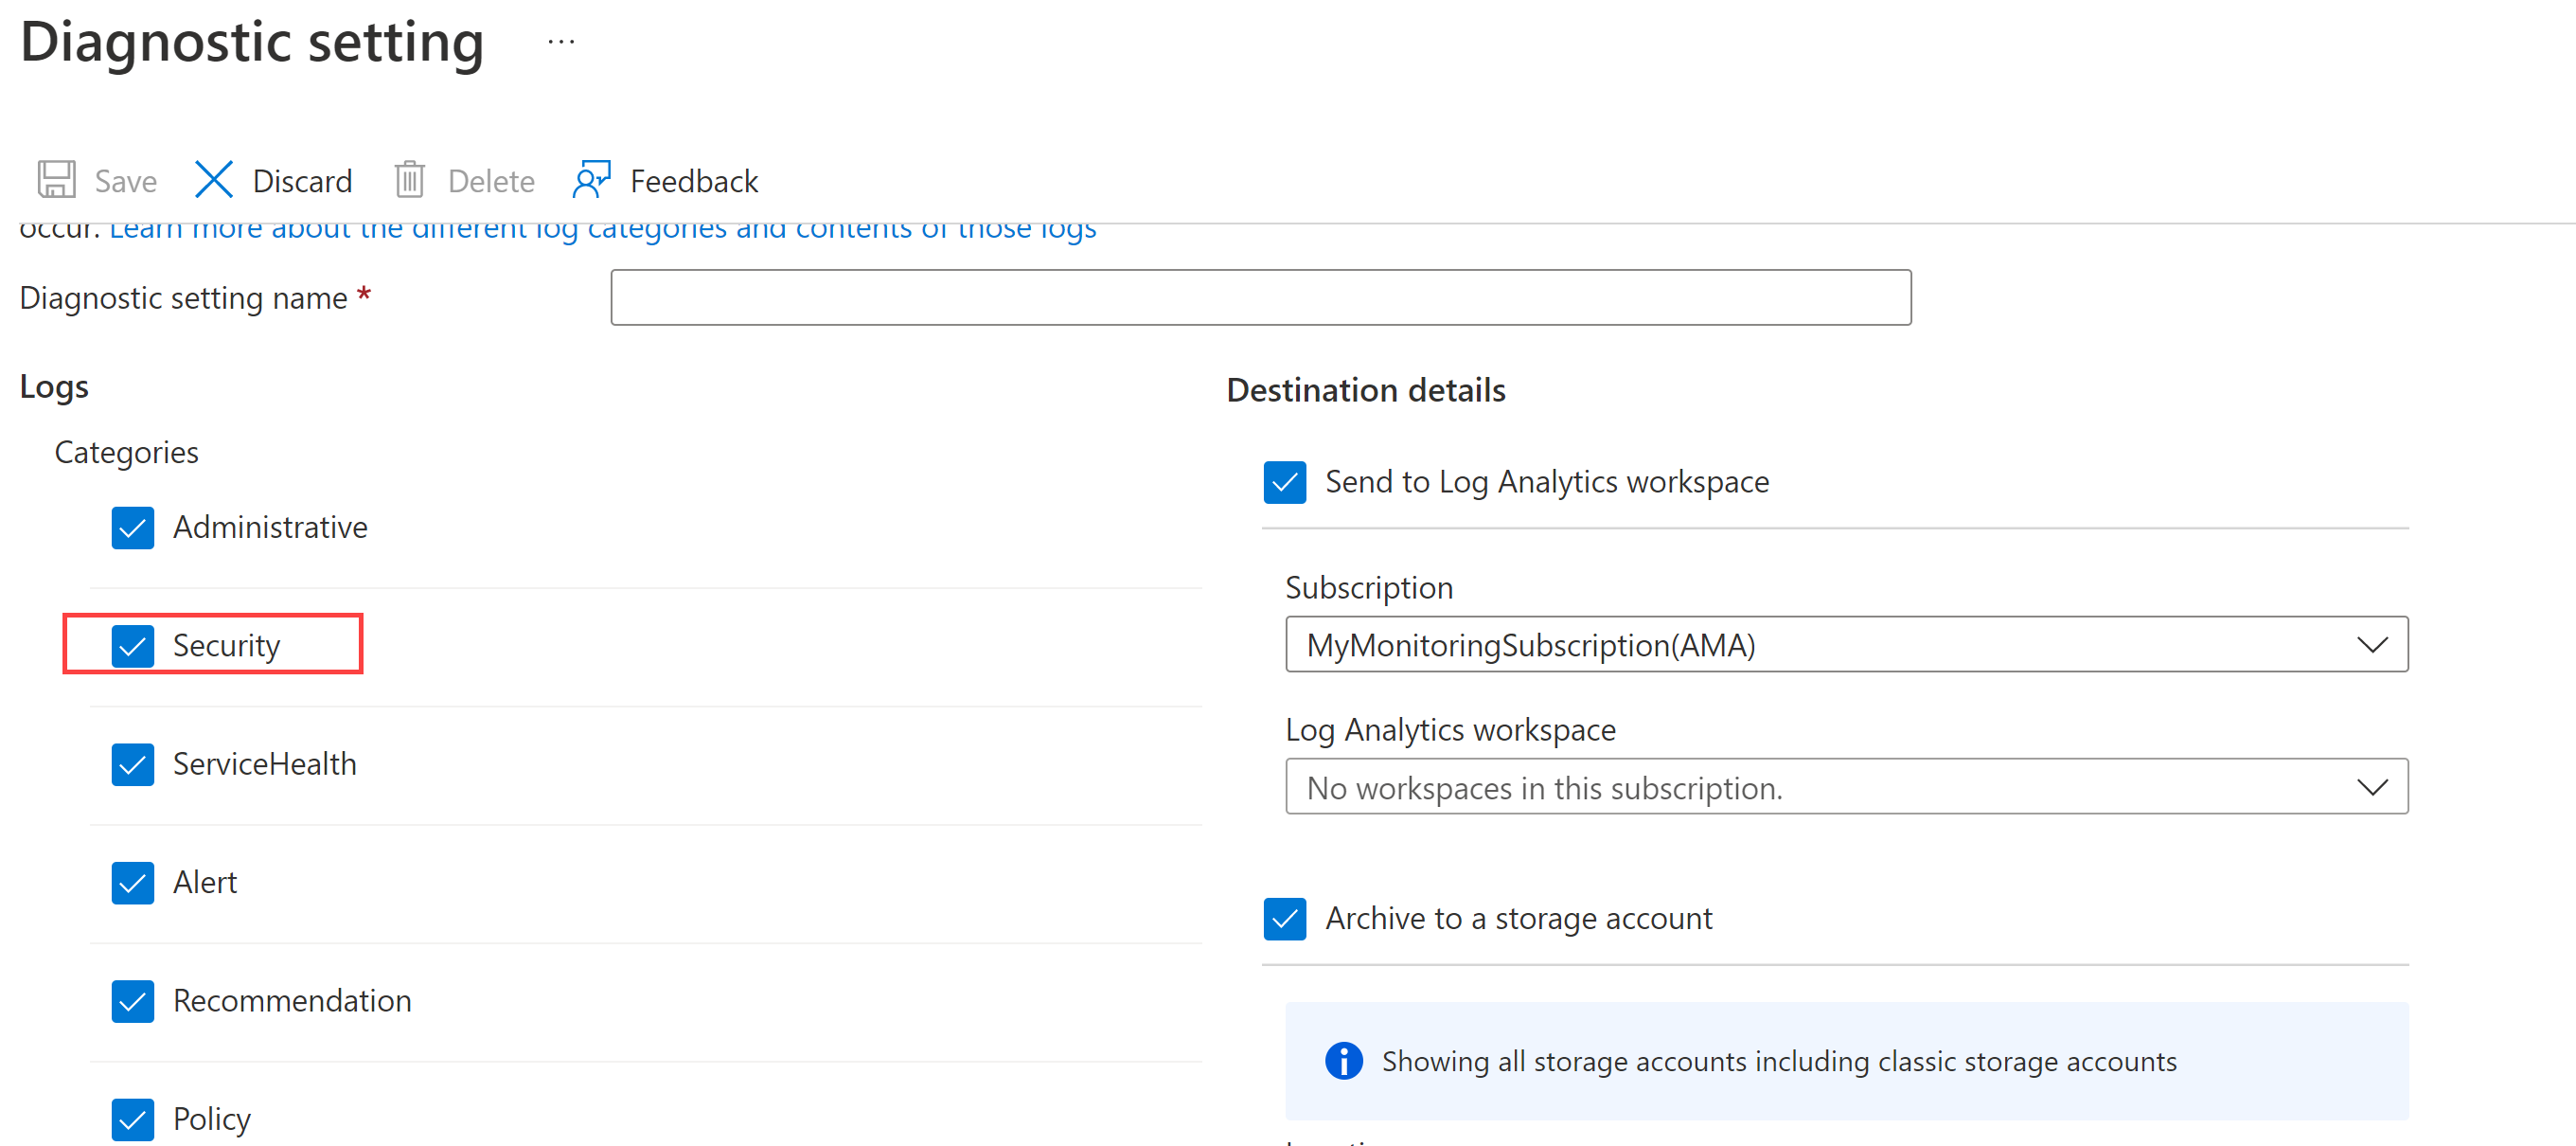 Diagnostic setting ...
Save Discard Delete Feedback
occur. Learn more about the different log categories and contents of those logs
Diagnostic setting name *
Logs
Categories
Administrative
Security
ServiceHealth
Alert
Recommendation
Policy
Destination details
Send to Log Analytics workspace
Subscription
MyMonitoringSubscription(AMA)
Log Analytics workspace
No workspaces in this subscription.
Archive to a storage account
Showing all storage accounts including classic storage accounts